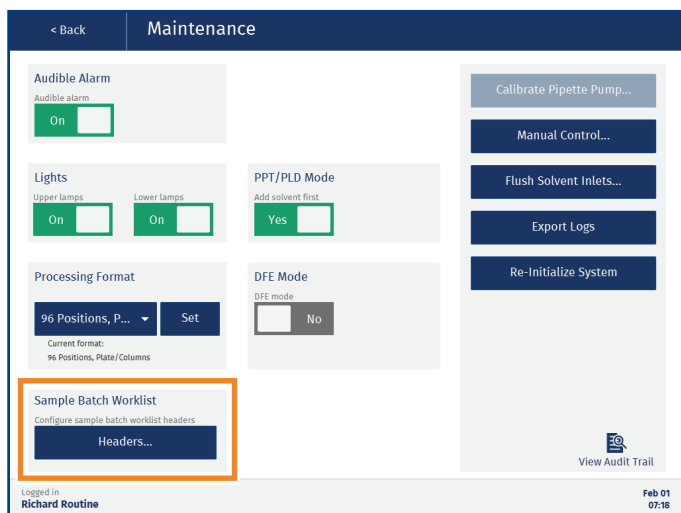 < Back
Maintenance
Audible Alarm
Audible alarm
On
Lights
Upper lamps
Lower lamps
On
On
PPT/PLD Mode
Add solvent first
Yes
Processing Format
96 Positions, P...
Set
Current format:
96 Positions, Plate/Columns
DFE Mode
DFE mode
No
Sample Batch Worklist
Configure sample batch worklist headers
Headers...
Calibrate Pipette Pump...
Manual Control...
Flush Solvent Inlets...
Export Logs
Re-Initialize System
View Audit Trail
Logged in
Richard Routine
Feb 01
07:18